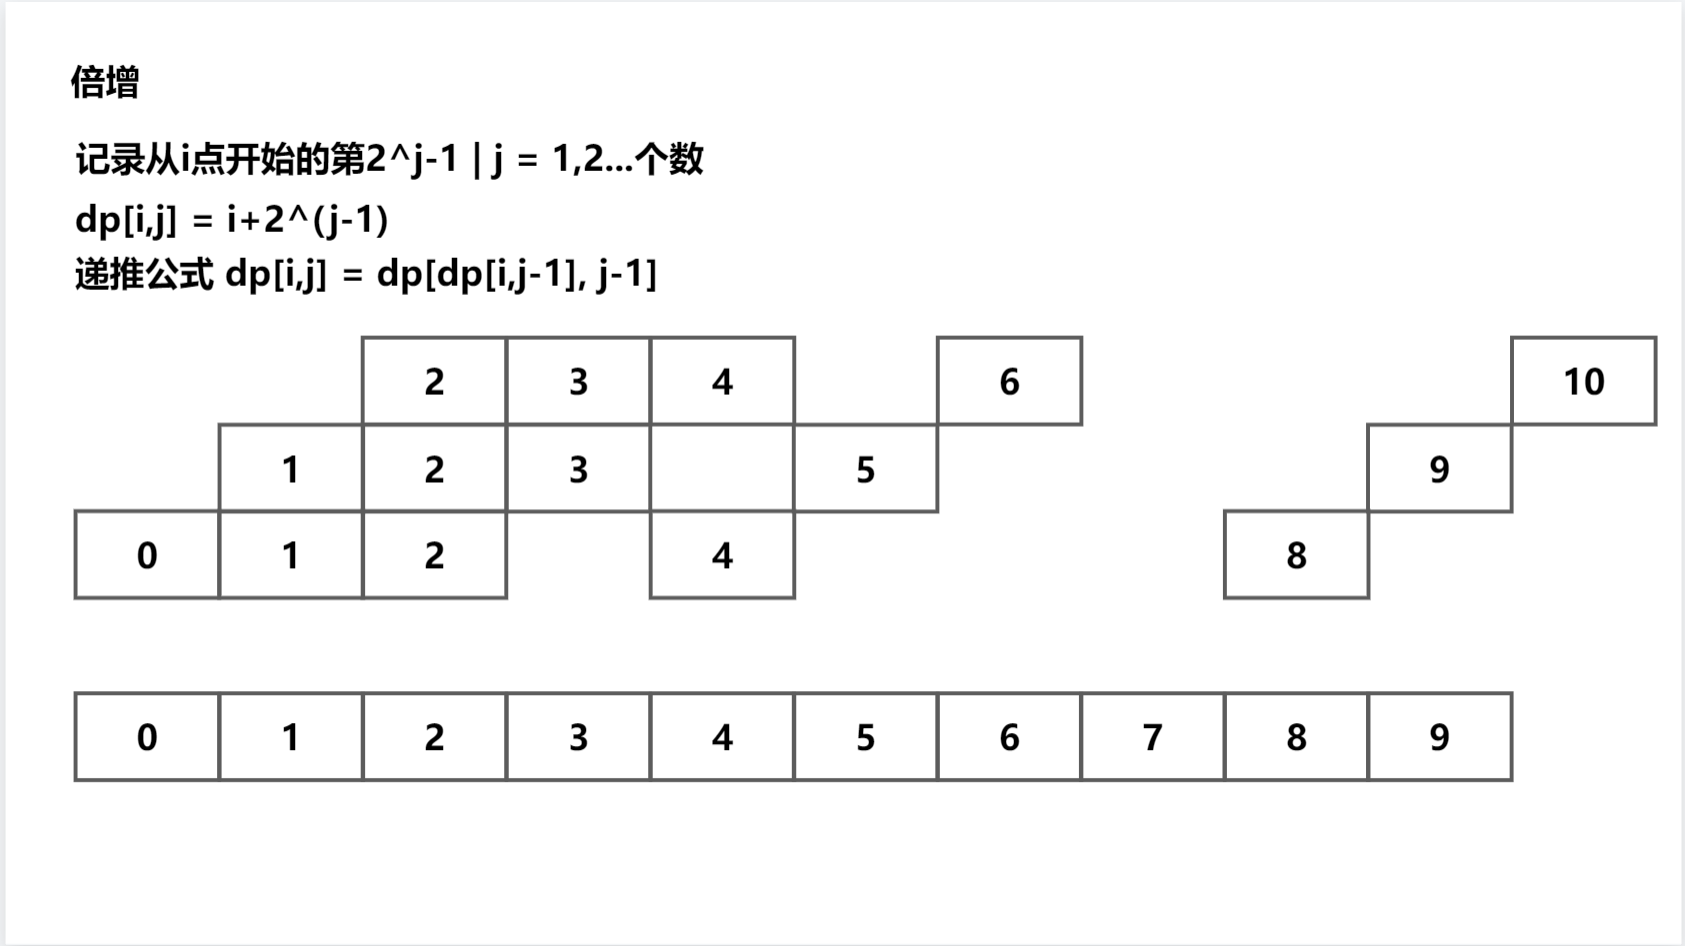 倍增
记录从i点开始的第2^j-1 | j = 1,2...个数
dp[i,j] = i+2^(j-1)
递推公式 dp[i,j] = dp[dp[i,j-1], j-1]
2 3 4 6 10
1 2 3 5 9
0 1 2 4 8
0 1 2 3 4 5 6 7 8 9